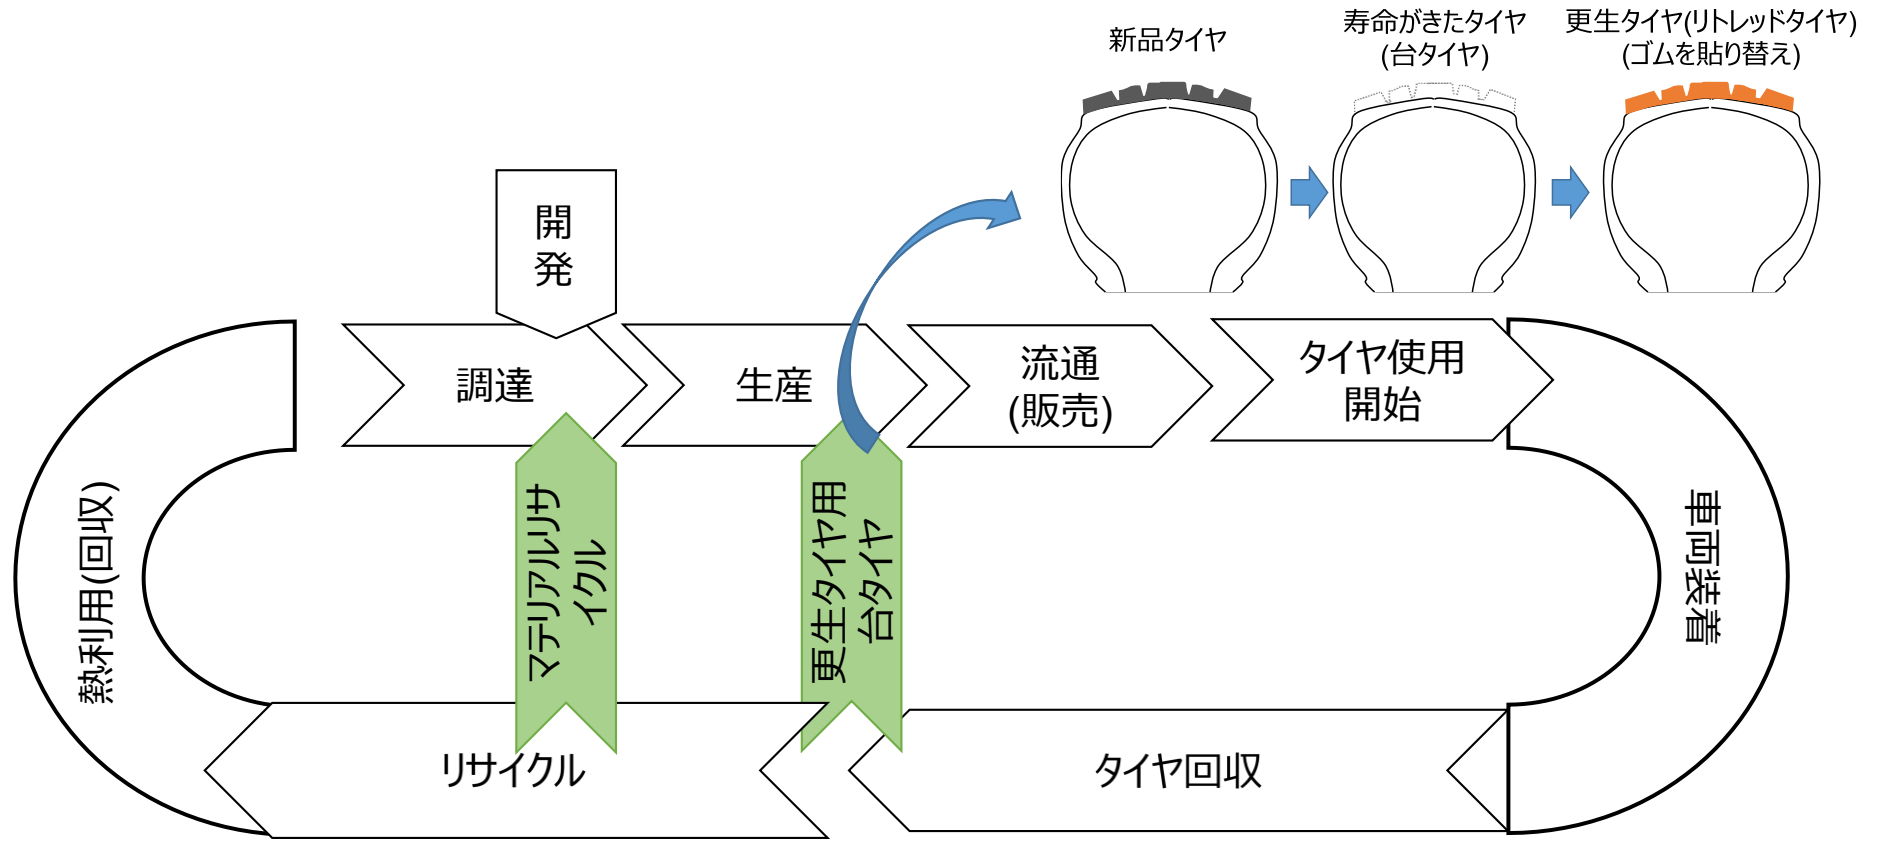 新品タイヤ
寿命がきたタイヤ
(台タイヤ)
更生タイヤ(リトレッドタイヤ)
(ゴムを貼り替え)
開
発
調達
生産
流通
(販売)
タイヤ使用
開始
車両装着
タイヤ回収
リサイクル
熱利用(回収)
マテリアルリサ
イクル
更生タイヤ用
台タイヤ